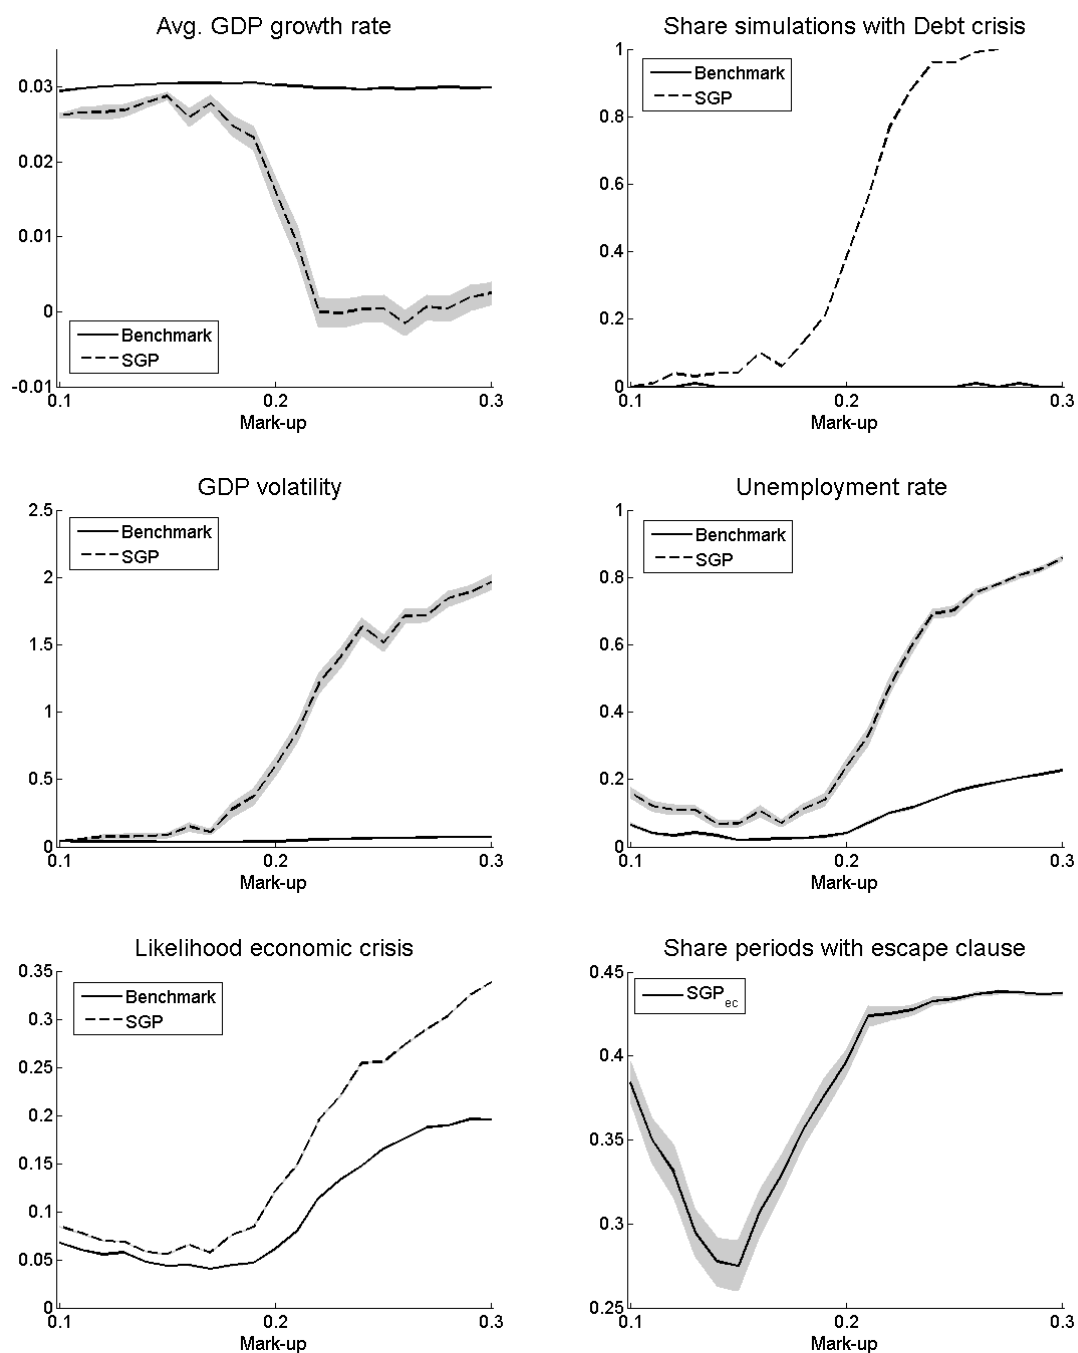 Avg. GDP growth rate
0.03
0.02
0.01
0
-0.01
Benchmark
SGP
0.1
0.2
0.3
Mark-up
Share simulations with Debt crisis
1
0.8
0.6
0.4
0.2
0
Benchmark
SGP
0.1
0.2
0.3
Mark-up
GDP volatility
2.5
2
1.5
1
0.5
0
Benchmark
SGP
0.1
0.2
0.3
Mark-up
Unemployment rate
1
0.8
0.6
0.4
0.2
0
Benchmark
SGP
0.1
0.2
0.3
Mark-up
Likelihood economic crisis
0.35
0.3
0.25
0.2
0.15
0.1
0.05
0
Benchmark
SGP
0.1
0.2
0.3
Mark-up
Share periods with escape clause
0.45
0.4
0.35
0.3
0.25
SGPec
0.1
0.2
0.3
Mark-up